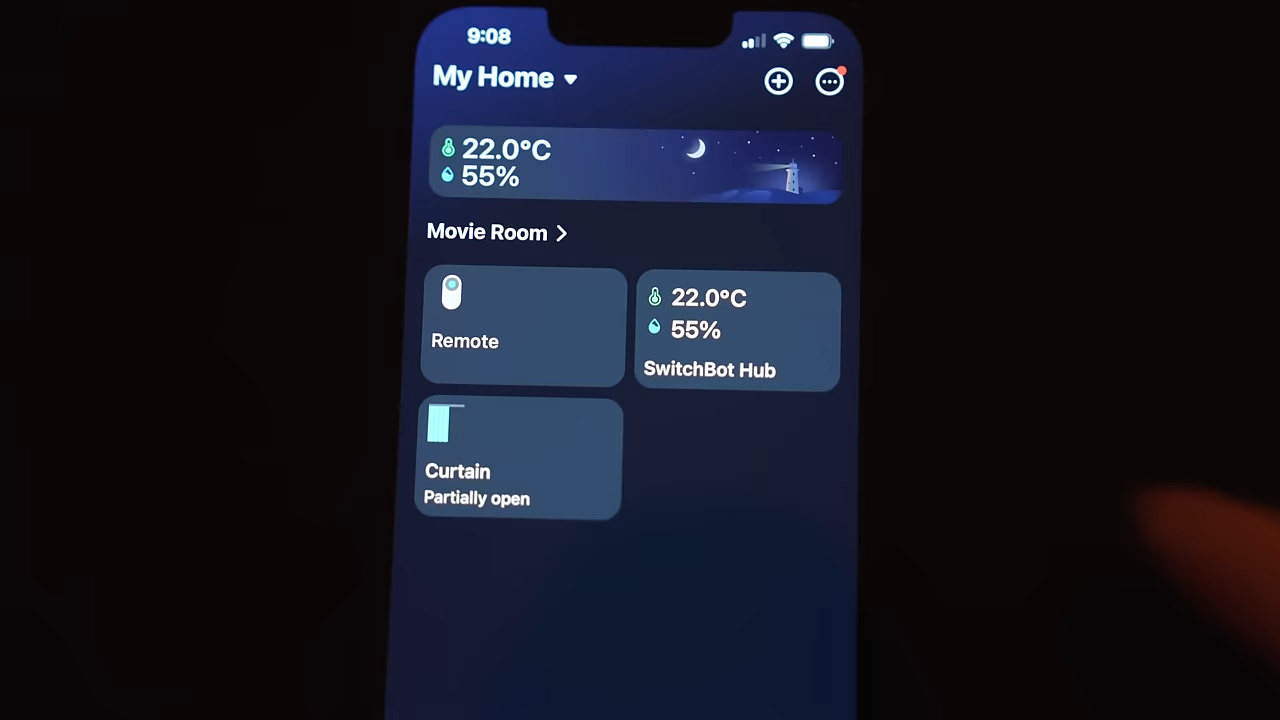 9:08
My Home
22.0°C
55%
Movie Room
Remote
22.0°C
55%
SwitchBot Hub
Curtain
Partially open